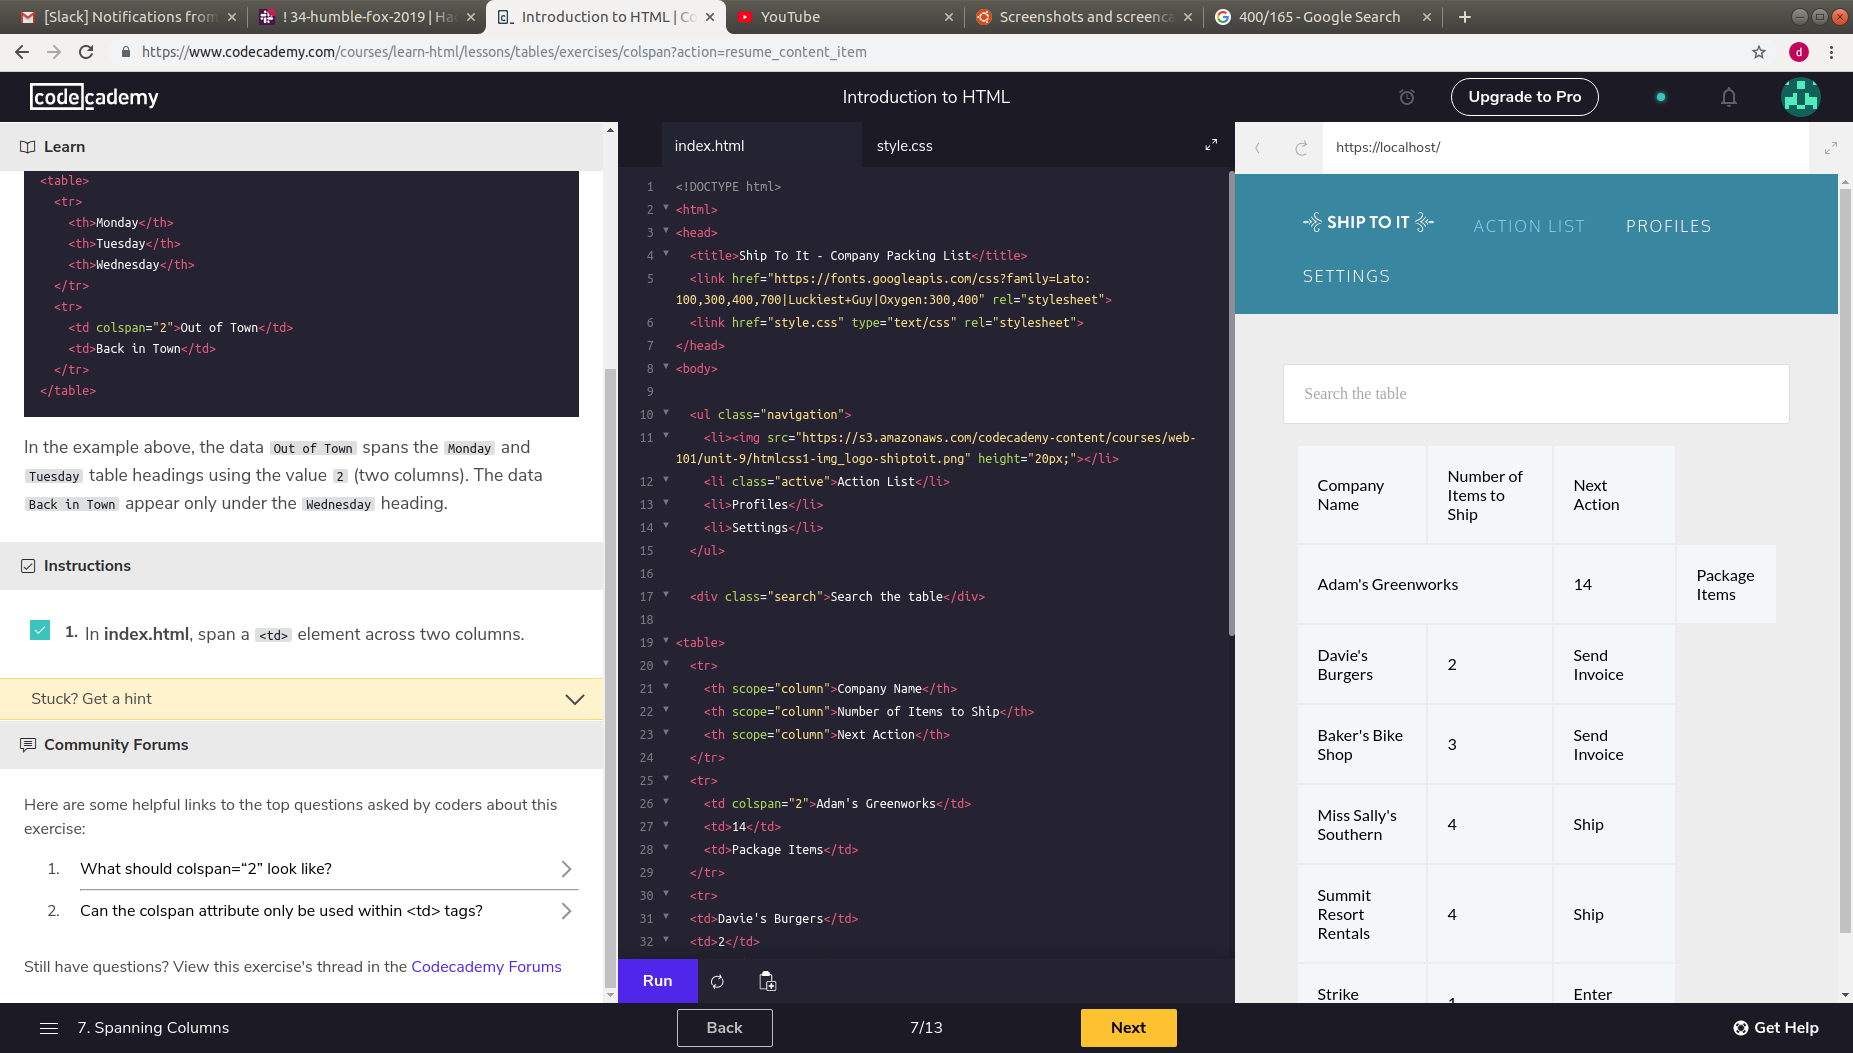 [Slack] Notifications from
! 34-humble-fox-2019 | Ha
Introduction to HTML | Co
YouTube
Screenshots and screenca
400/165 - Google Search
https://www.codecademy.com/courses/learn-html/lessons/tables/exercises/colspan?action=resume_content_item
d
codecademy
Introduction to HTML
Upgrade to Pro
Learn
<table>
<tr>
<th>Monday</th>
<th>Tuesday</th>
<th>Wednesday</th>
</tr>
<tr>
<td colspan="2">Out of Town</td>
<td>Back in Town</td>
</tr>
</table>
In the example above, the data Out of Town spans the Monday and
Tuesday table headings using the value 2 (two columns). The data
Back in Town appear only under the Wednesday heading.
Instructions
1. In index.html, span a <td> element across two columns.
Stuck? Get a hint
Community Forums
Here are some helpful links to the top questions asked by coders about this
exercise:
1. What should colspan=“2” look like?
2. Can the colspan attribute only be used within <td> tags?
Still have questions? View this exercise's thread in the Codecademy Forums
index.html
style.css
1 <!DOCTYPE html>
2 <html>
3 <head>
4 <title>Ship To It - Company Packing List</title>
5 <link href="https://fonts.googleapis.com/css?family=Lato:
100,300,400,700|Luckiest+Guy|Oxygen:300,400" rel="stylesheet">
6 <link href="style.css" type="text/css" rel="stylesheet">
7 </head>
8 <body>
9
10 <ul class="navigation">
11 <li><img src="https://s3.amazonaws.com/codecademy-content/courses/web-
101/unit-9/htmlcss1-img_logo-shiptoit.png" height="20px;"></li>
12 <li class="active">Action List</li>
13 <li>Profiles</li>
14 <li>Settings</li>
15 </ul>
16
17 <div class="search">Search the table</div>
18
19 <table>
20 <tr>
21 <th scope="column">Company Name</th>
22 <th scope="column">Number of Items to Ship</th>
23 <th scope="column">Next Action</th>
24 </tr>
25 <tr>
26 <td colspan="2">Adam's Greenworks</td>
27 <td>14</td>
28 <td>Package Items</td>
29 </tr>
30 <tr>
31 <td>Davie's Burgers</td>
32 <td>2</td>
Run
https://localhost/
SHIP TO IT
ACTION LIST
PROFILES
SETTINGS
Search the table
Company
Name
Number of
Items to
Ship
Next
Action
Adam's Greenworks
14
Package
Items
Davie's
Burgers
2
Send
Invoice
Baker's Bike
Shop
3
Send
Invoice
Miss Sally's
Southern
4
Ship
Summit
Resort
Rentals
4
Ship
Strike
1
Enter
7. Spanning Columns
Back
7/13
Next
Get Help